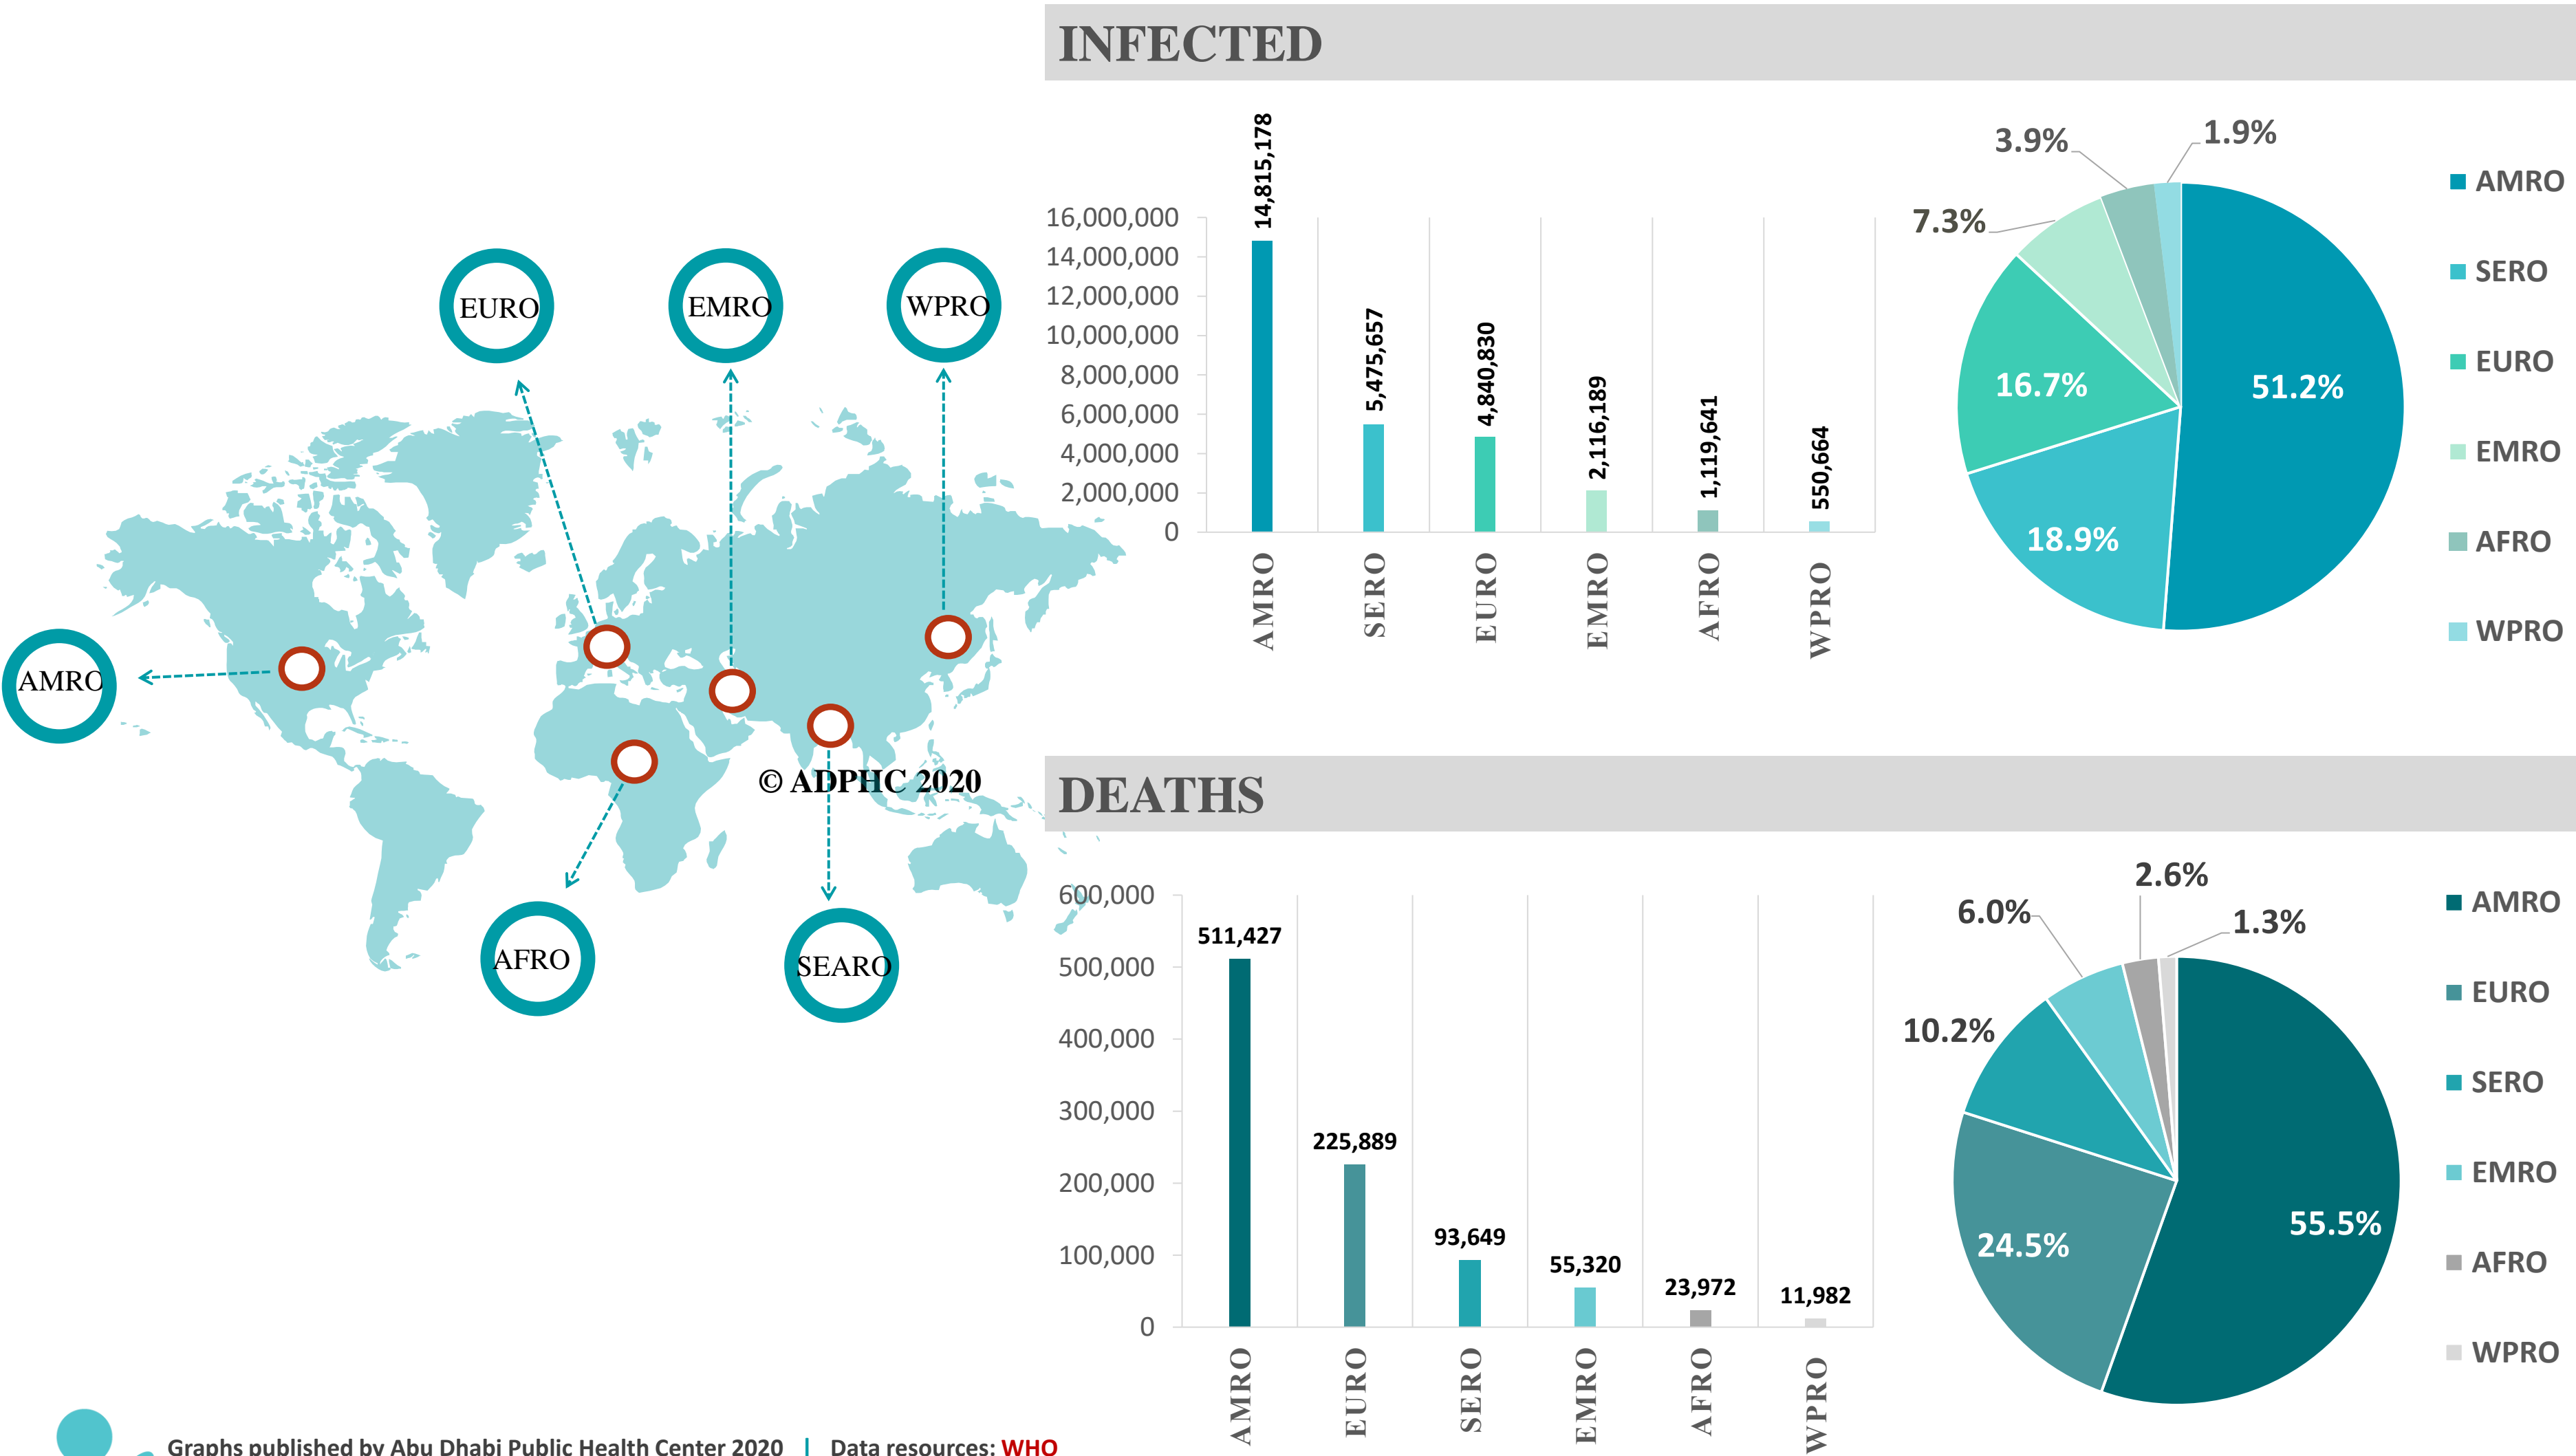 EURO
EMRO
WPRO
AMRO
© ADPHC 2020
AFRO
SEARO
INFECTED
16,000,000
14,000,000
12,000,000
10,000,000
8,000,000
6,000,000
4,000,000
2,000,000
0
14,815,178
5,475,657
4,840,830
2,116,189
1,119,641
550,664
AMRO
SERO
EURO
EMRO
AFRO
WPRO
3.9%
1.9%
7.3%
16.7%
51.2%
18.9%
AMRO
SERO
EURO
EMRO
AFRO
WPRO
DEATHS
600,000
500,000
400,000
300,000
200,000
100,000
0
511,427
225,889
93,649
55,320
23,972
11,982
AMRO
EURO
SERO
EMRO
AFRO
WPRO
2.6%
6.0%
1.3%
10.2%
55.5%
24.5%
AMRO
EURO
SERO
EMRO
AFRO
WPRO
Graphs published by Abu Dhabi Public Health Center 2020 | Data resources: WHO